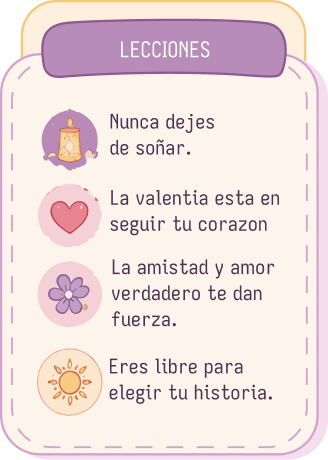 LECCIONES
Nunca dejes
de soñar.
La valentia esta en
seguir tu corazon
La amistad y amor
verdadero te dan
fuerza.
Eres libre para
elegir tu historia.